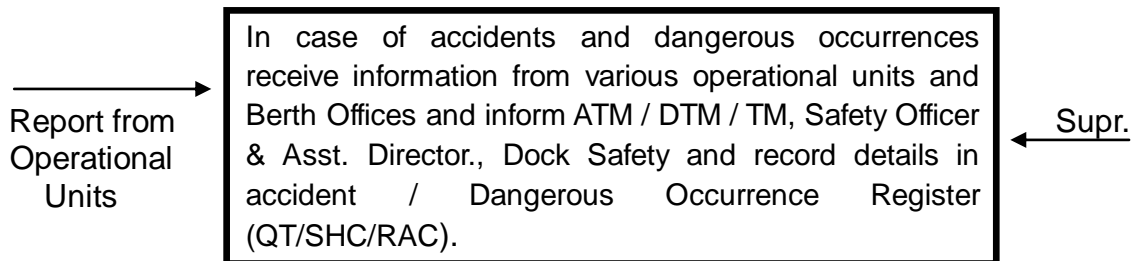 In case of accidents and dangerous occurrences
receive information from various operational units and
Berth Offices and inform ATM / DTM / TM, Safety Officer
& Asst. Director., Dock Safety and record details in
accident / Dangerous Occurrence Register
(QT/SHC/RAC).
Report from
Operational
Units
Supr.